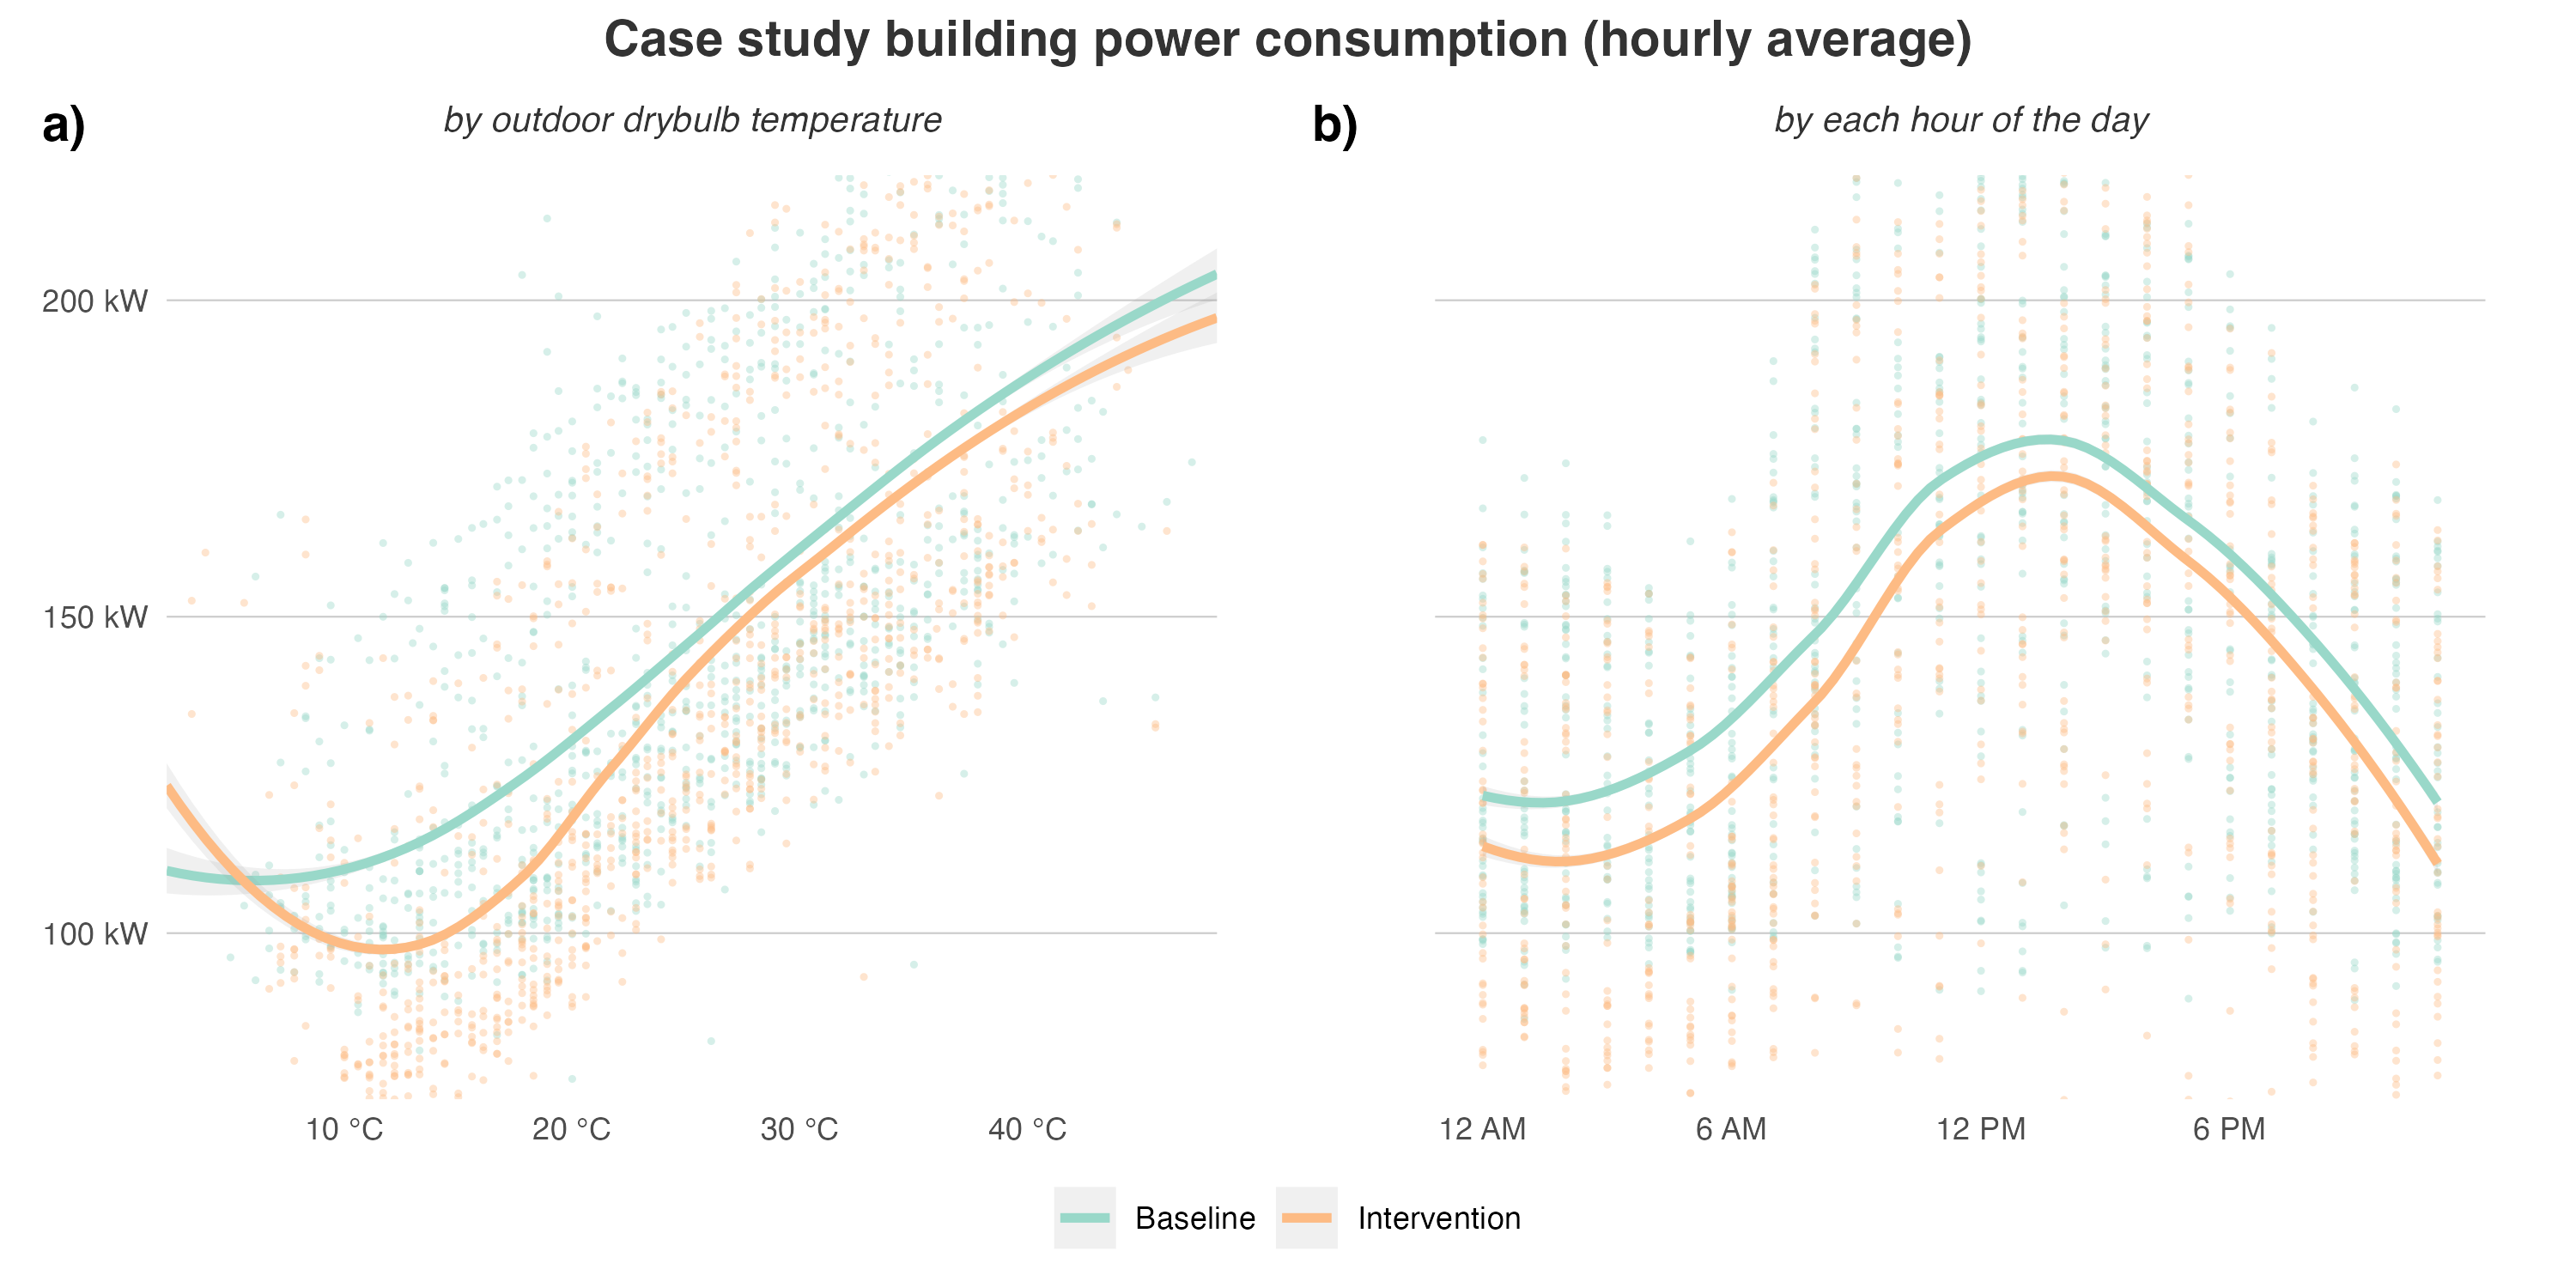 Case study building power consumption (hourly average)
a)
by outdoor drybulb temperature
200 kW
150 kW
100 kW
10 °C
20 °C
30 °C
40 °C
b)
by each hour of the day
12 AM
6 AM
12 PM
6 PM
Baseline
Intervention